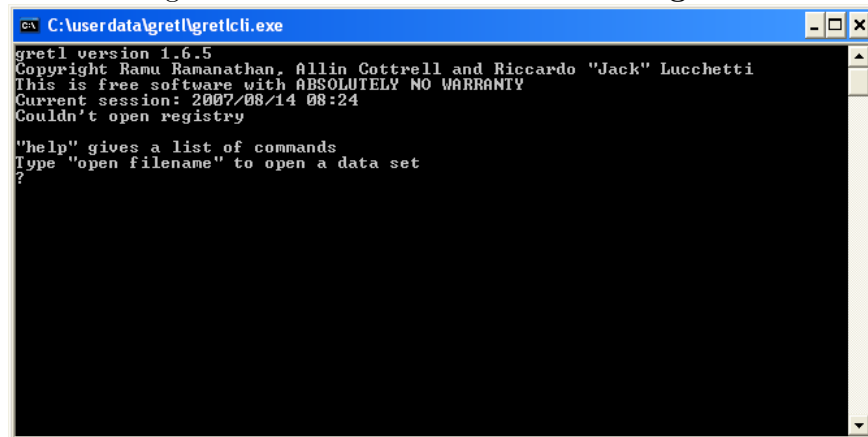 C:\userdata\gretl\gretlcli.exe
gretl version 1.6.5
Copyright Ramu Ramanathan, Allin Cottrell and Riccardo "Jack" Lucchetti
This is free software with ABSOLUTELY NO WARRANTY
Current session: 2007/08/14 08:24
Couldn't open registry
"help" gives a list of commands
Type "open filename" to open a data set
?